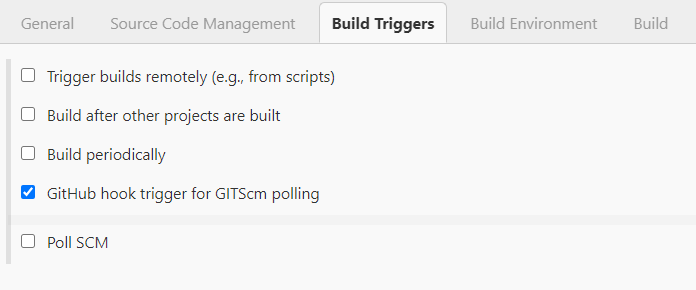 General Source Code Management Build Triggers Build Environment Build
Trigger builds remotely (e.g., from scripts)
Build after other projects are built
Build periodically
GitHub hook trigger for GITScm polling
Poll SCM